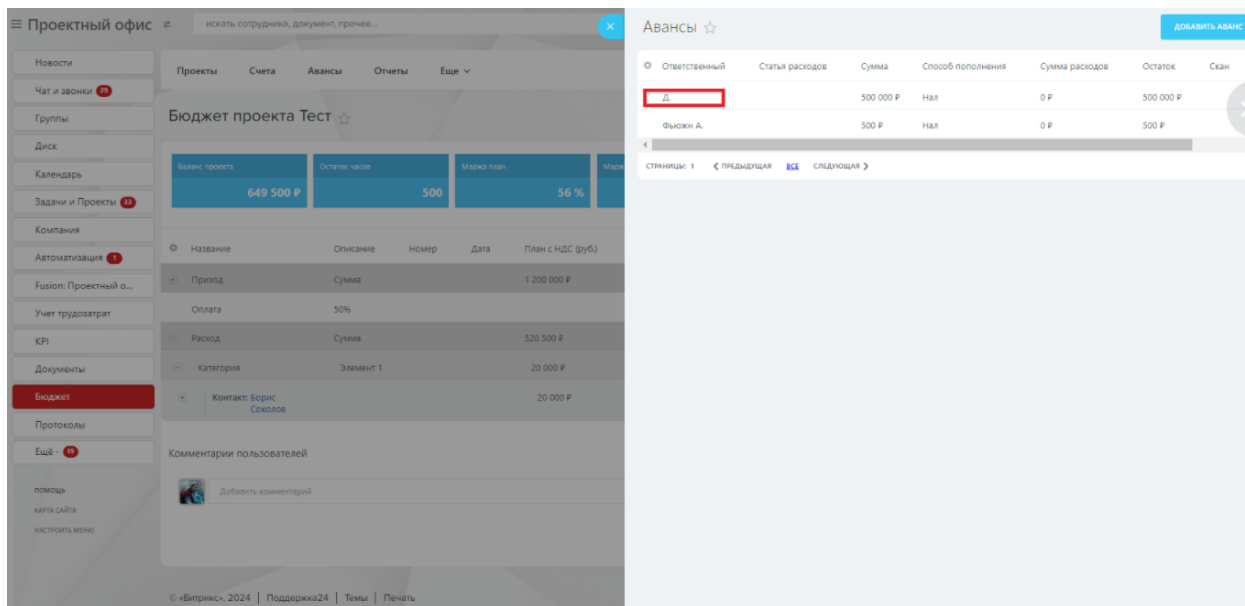 Проектный офис
искать сотрудника, документ, прочее...
Новости
Чат и звонки 29
Группы
Диск
Календарь
Задачи и Проекты 33
Компания
Автоматизация 1
Fusion: Проектный о...
Учет трудозатрат
KPI
Документы
Бюджет
Протоколы
Ещё -
ПОМОЩЬ
КАРТА САЙТА
НАСТРОИТЬ МЕНЮ
Проекты Счета Авансы Отчеты Еще
Бюджет проекта Тест
Баланс проекта Остаток часов Маржа план Марж
649 500 ₽ 500 56 %
Название Описание Номер Дата План с НДС (руб.)
Приход Сумма 1 200 000 ₽
Оплата 50%
Расход Сумма 520 500 ₽
Категория Элемент 1 20 000 ₽
Контакт: Борис 20 000 ₽
Соколов
Комментарии пользователей
Добавить комментарий
© «Битрикс», 2024 | Поддержка24 | Темы | Печать
Авансы
ДОБАВИТЬ АВАНС
Ответственный Статья расходов Сумма Способ пополнения Сумма расходов Остаток Скан
Д. 500 000 ₽ Нал 0 ₽ 500 000 ₽
Фьюжн А. 500 ₽ Нал 0 ₽ 500 ₽
СТРАНИЦЫ: 1 ПРЕДЫДУЩАЯ ВСЕ СЛЕДУЮЩАЯ